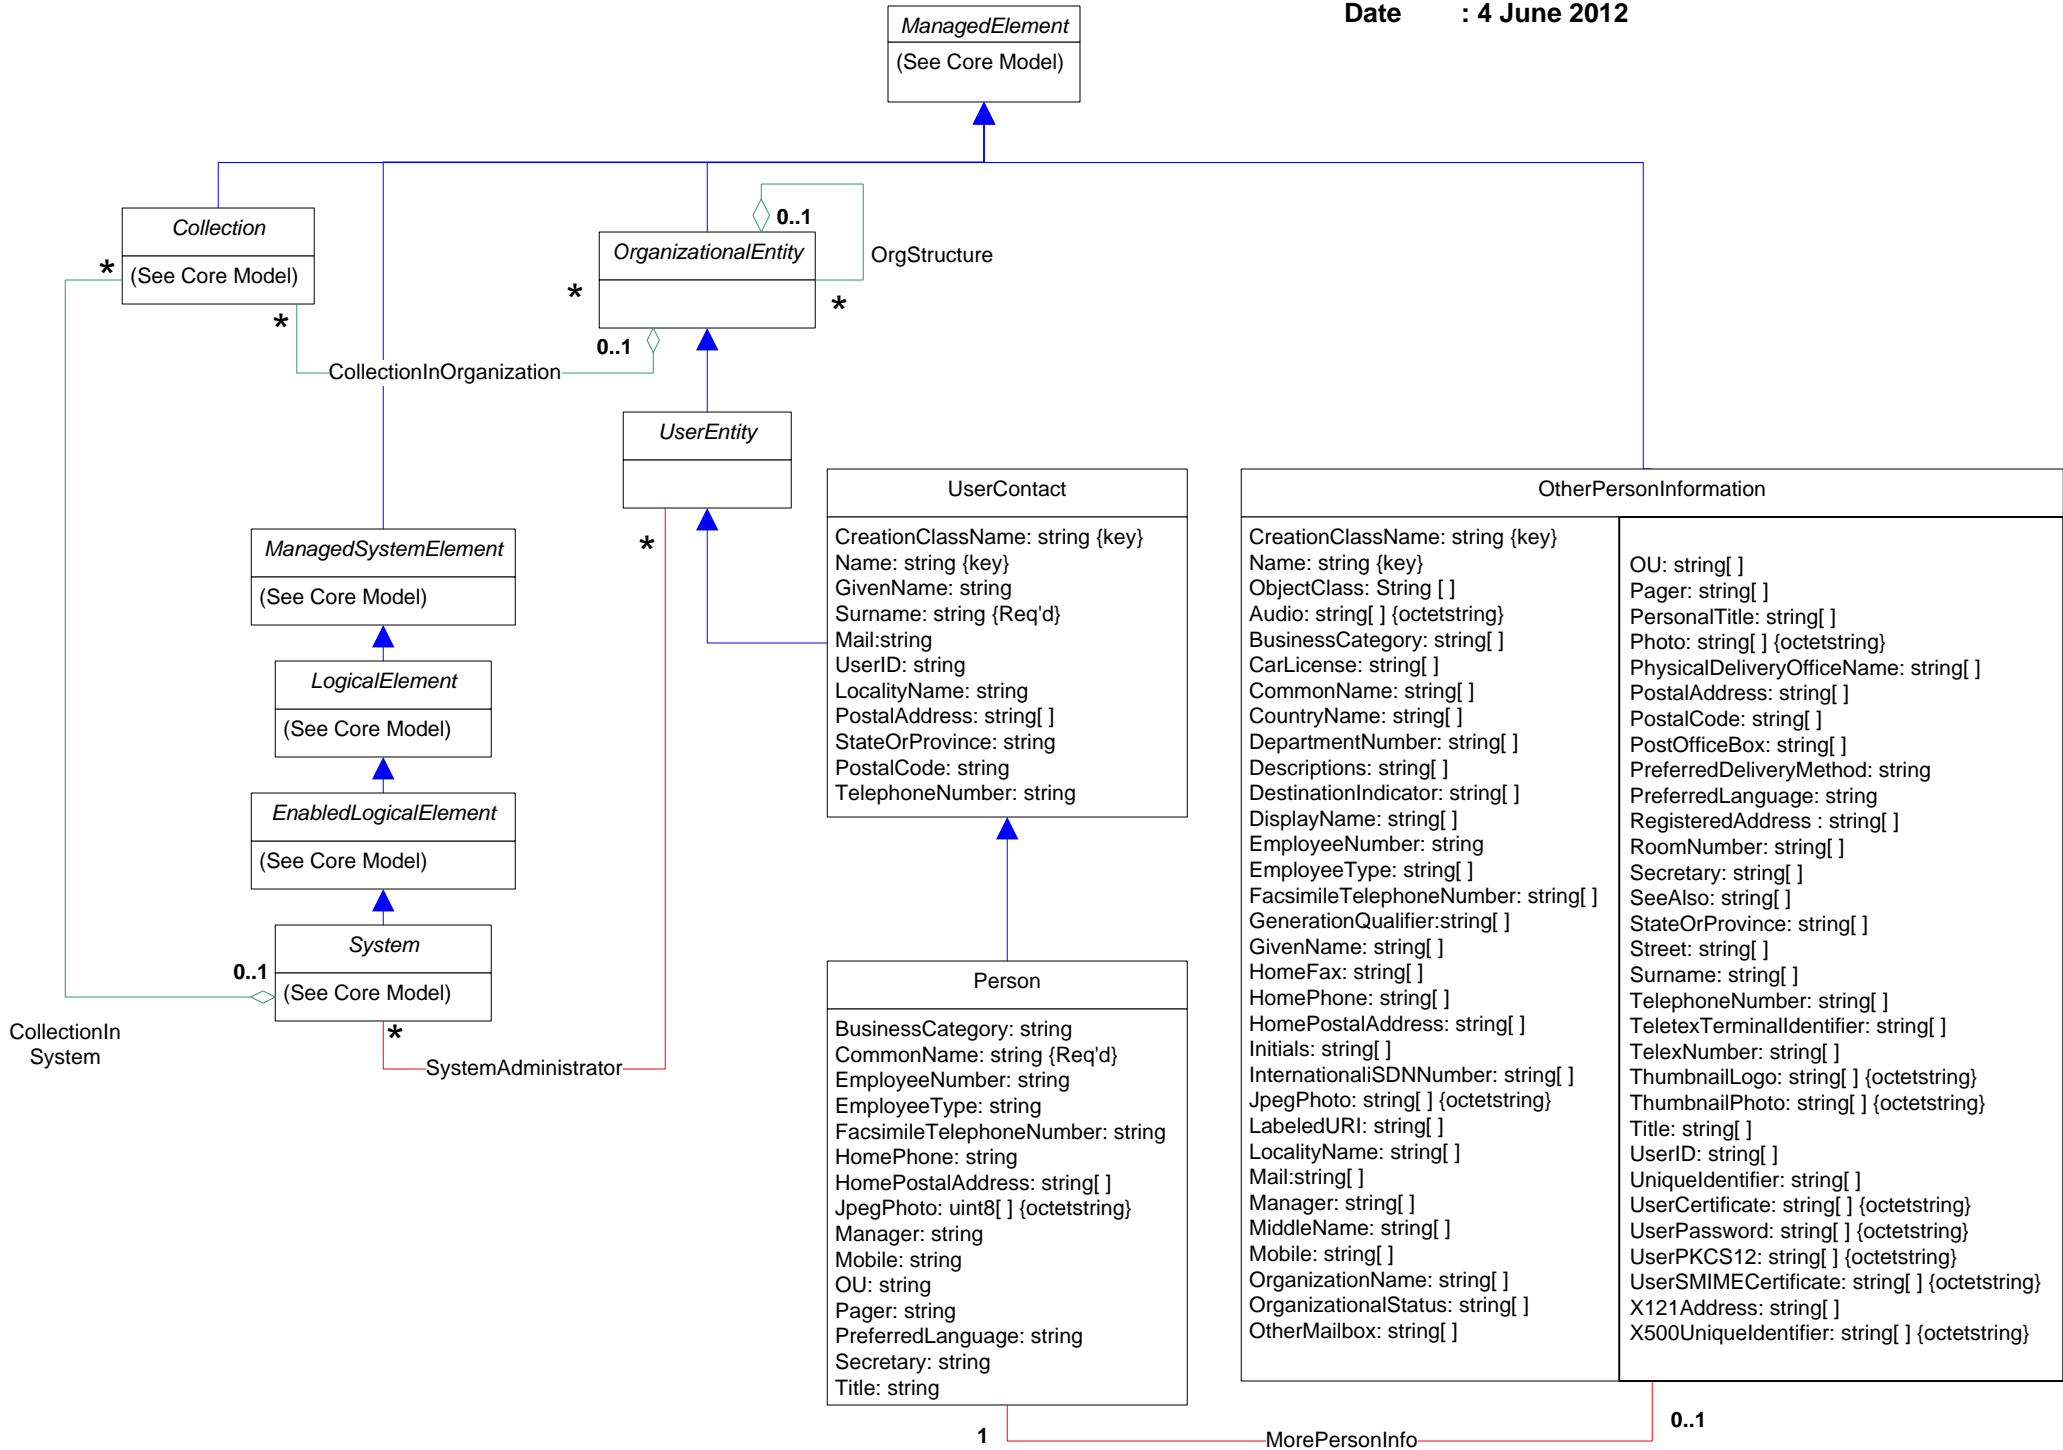 Date : 4 June 2012
ManagedElement
(See Core Model)
Collection
(See Core Model)
*
*
0..1
OrganizationalEntity
OrgStructure
*
*
0..1
CollectionInOrganization
UserEntity
*
ManagedSystemElement
(See Core Model)
LogicalElement
(See Core Model)
EnabledLogicalElement
(See Core Model)
System
(See Core Model)
0..1
*
CollectionIn
System
SystemAdministrator
UserContact
CreationClassName: string {key}
Name: string {key}
GivenName: string
Surname: string {Req'd}
Mail:string
UserID: string
LocalityName: string
PostalAddress: string[ ]
StateOrProvince: string
PostalCode: string
TelephoneNumber: string
Person
BusinessCategory: string
CommonName: string {Req'd}
EmployeeNumber: string
EmployeeType: string
FacsimileTelephoneNumber: string
HomePhone: string
HomePostalAddress: string[ ]
JpegPhoto: uint8[ ] {octetstring}
Manager: string
Mobile: string
OU: string
Pager: string
PreferredLanguage: string
Secretary: string
Title: string
OtherPersonInformation
CreationClassName: string {key}
Name: string {key}
ObjectClass: String [ ]
Audio: string[ ] {octetstring}
BusinessCategory: string[ ]
CarLicense: string[ ]
CommonName: string[ ]
CountryName: string[ ]
DepartmentNumber: string[ ]
Descriptions: string[ ]
DestinationIndicator: string[ ]
DisplayName: string[ ]
EmployeeNumber: string
EmployeeType: string[ ]
FacsimileTelephoneNumber: string[ ]
GenerationQualifier:string[ ]
GivenName: string[ ]
HomeFax: string[ ]
HomePhone: string[ ]
HomePostalAddress: string[ ]
Initials: string[ ]
InternationaliSDNNumber: string[ ]
JpegPhoto: string[ ] {octetstring}
LabeledURI: string[ ]
LocalityName: string[ ]
Mail:string[ ]
Manager: string[ ]
MiddleName: string[ ]
Mobile: string[ ]
OrganizationName: string[ ]
OrganizationalStatus: string[ ]
OtherMailbox: string[ ]
OU: string[ ]
Pager: string[ ]
PersonalTitle: string[ ]
Photo: string[ ] {octetstring}
PhysicalDeliveryOfficeName: string[ ]
PostalAddress: string[ ]
PostalCode: string[ ]
PostOfficeBox: string[ ]
PreferredDeliveryMethod: string
PreferredLanguage: string
RegisteredAddress : string[ ]
RoomNumber: string[ ]
Secretary: string[ ]
SeeAlso: string[ ]
StateOrProvince: string[ ]
Street: string[ ]
Surname: string[ ]
TelephoneNumber: string[ ]
TeletexTerminalIdentifier: string[ ]
TelexNumber: string[ ]
ThumbnailLogo: string[ ] {octetstring}
ThumbnailPhoto: string[ ] {octetstring}
Title: string[ ]
UserID: string[ ]
UniqueIdentifier: string[ ]
UserCertificate: string[ ] {octetstring}
UserPassword: string[ ] {octetstring}
UserPKCS12: string[ ] {octetstring}
UserSMIMECertificate: string[ ] {octetstring}
X121Address: string[ ]
X500UniqueIdentifier: string[ ] {octetstring}
1
MorePersonInfo
0..1